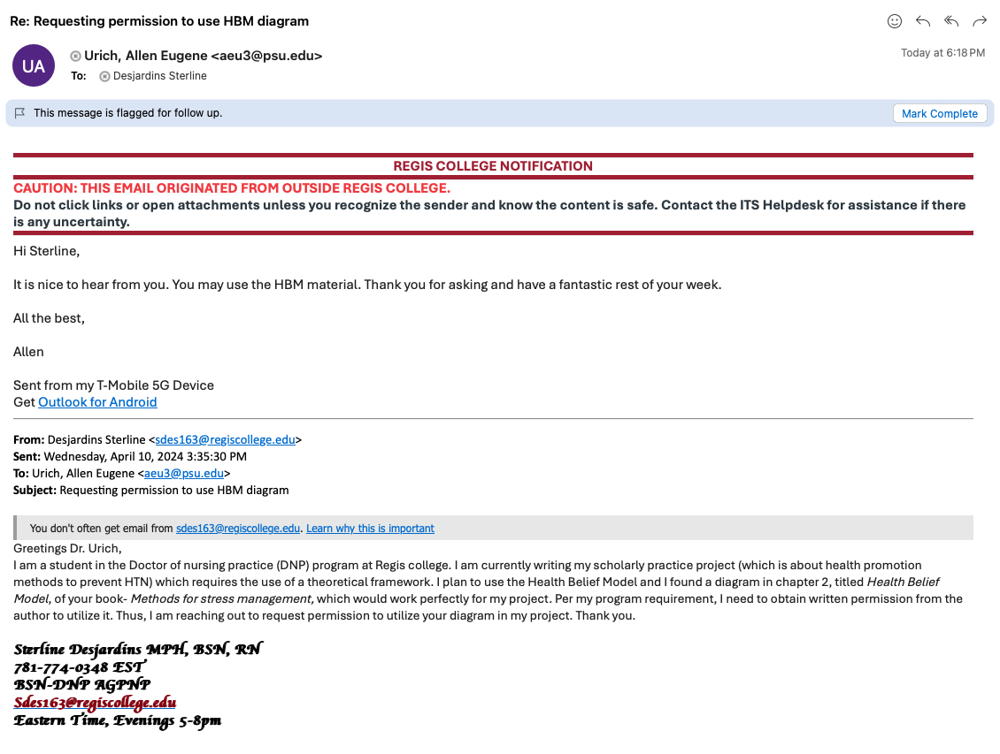 Re: Requesting permission to use HBM diagram
UA
Urich, Allen Eugene <aeu3@psu.edu>
Today at 6:18 PM
To: Desjardins Sterline
This message is flagged for follow up.
Mark Complete
REGIS COLLEGE NOTIFICATION
CAUTION: THIS EMAIL ORIGINATED FROM OUTSIDE REGIS COLLEGE.
Do not click links or open attachments unless you recognize the sender and know the content is safe. Contact the ITS Helpdesk for assistance if there
is any uncertainty.
Hi Sterline,
It is nice to hear from you. You may use the HBM material. Thank you for asking and have a fantastic rest of your week.
All the best,
Allen
Sent from my T-Mobile 5G Device
Get Outlook for Android
From: Desjardins Sterline <sdes163@regiscollege.edu>
Sent: Wednesday, April 10, 2024 3:35:30 PM
To: Urich, Allen Eugene <aeu3@psu.edu>
Subject: Requesting permission to use HBM diagram
You don't often get email from sdes163@regiscollege.edu. Learn why this is important
Greetings Dr. Urich,
I am a student in the Doctor of nursing practice (DNP) program at Regis college. I am currently writing my scholarly practice project (which is about health promotion
methods to prevent HTN) which requires the use of a theoretical framework. I plan to use the Health Belief Model and I found a diagram in chapter 2, titled Health Belief
Model, of your book- Methods for stress management, which would work perfectly for my project. Per my program requirement, I need to obtain written permission from the
author to utilize it. Thus, I am reaching out to request permission to utilize your diagram in my project. Thank you.
Sterline Desjardins MPH, BSN, RN
781-774-0348 EST
BSN-DNP AGPNP
Sdes163@regiscollege.edu
Eastern Time, Evenings 5-8pm